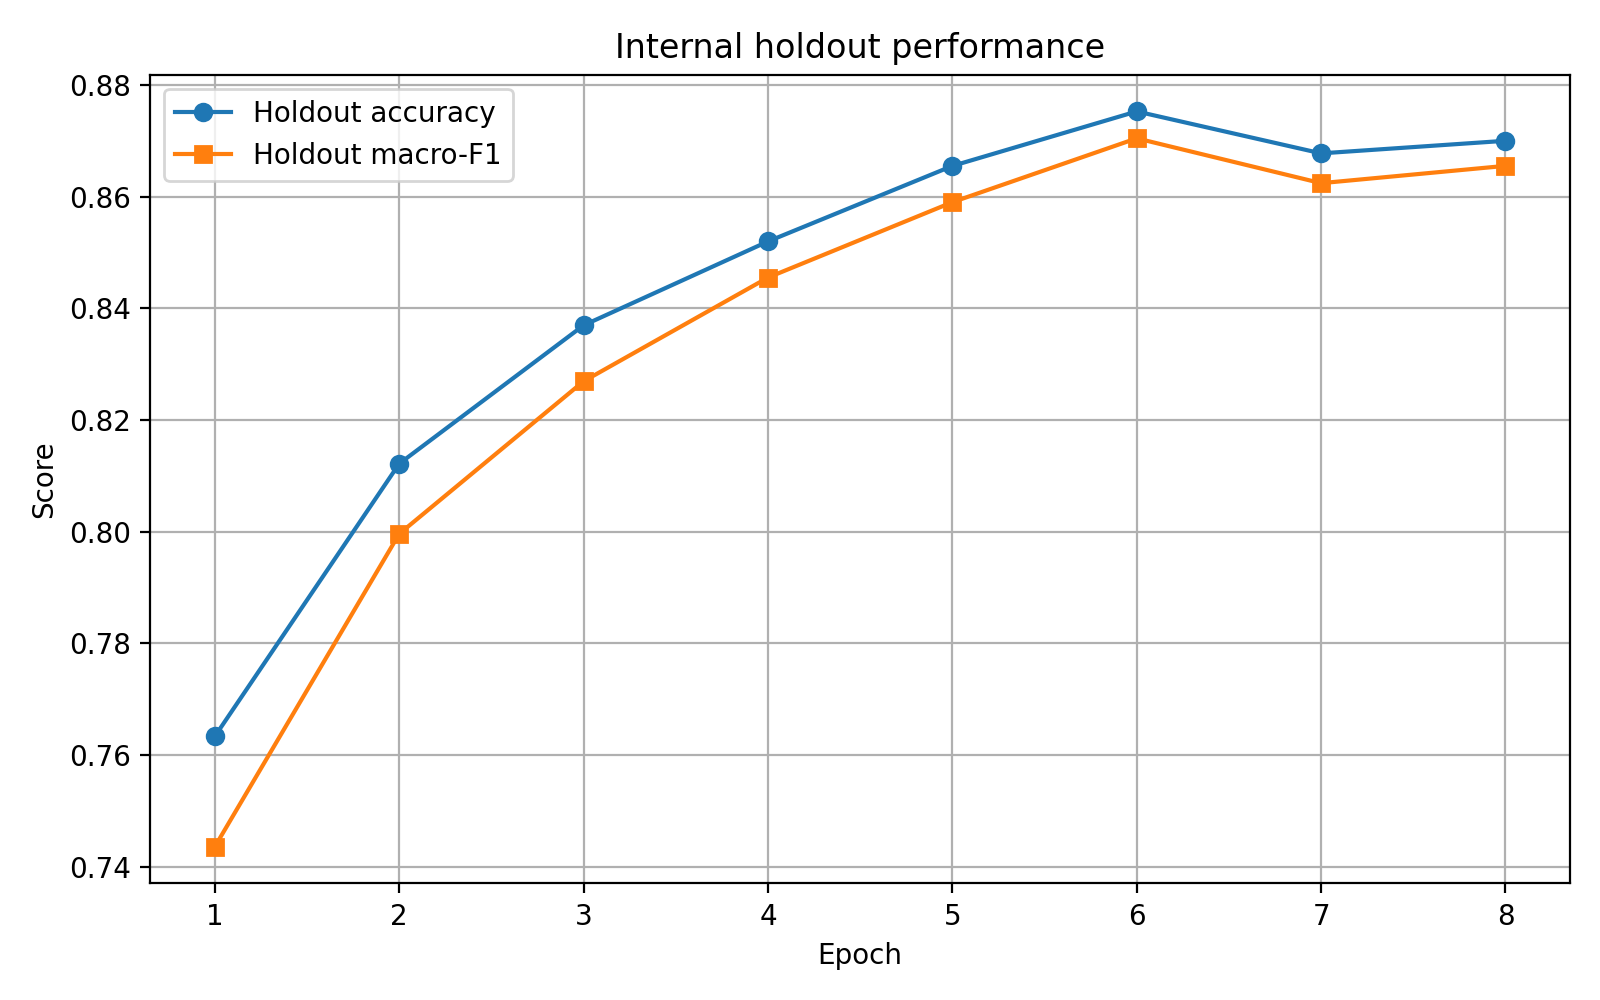 Internal holdout performance
Holdout accuracy
Holdout macro-F1
0.88
0.86
0.84
0.82
0.80
0.78
0.76
0.74
Score
1 2 3 4 5 6 7 8
Epoch